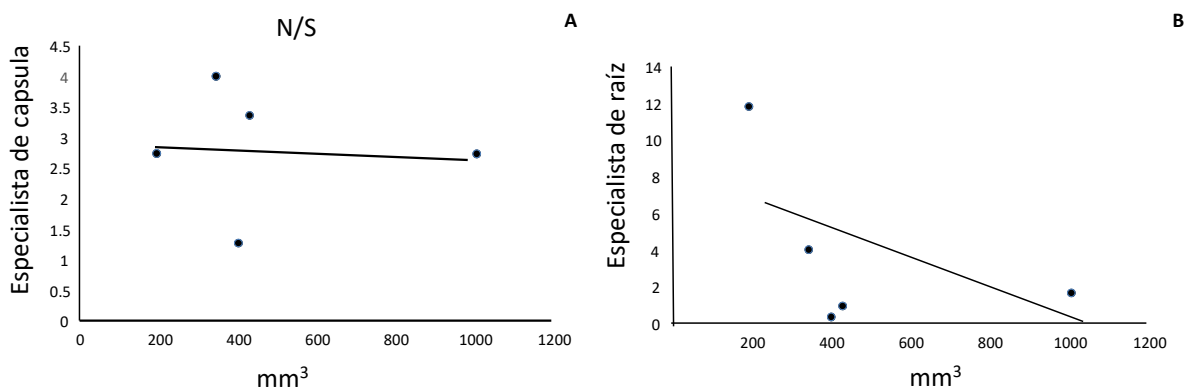 N/S
A
Especialista de capsula
4.5
4
3.5
3
2.5
2
1.5
1
0.5
0
0 200 400 600 800 1000 1200
mm³
B
Especialista de raíz
14
12
10
8
6
4
2
0
200 400 600 800 1000 1200
mm³